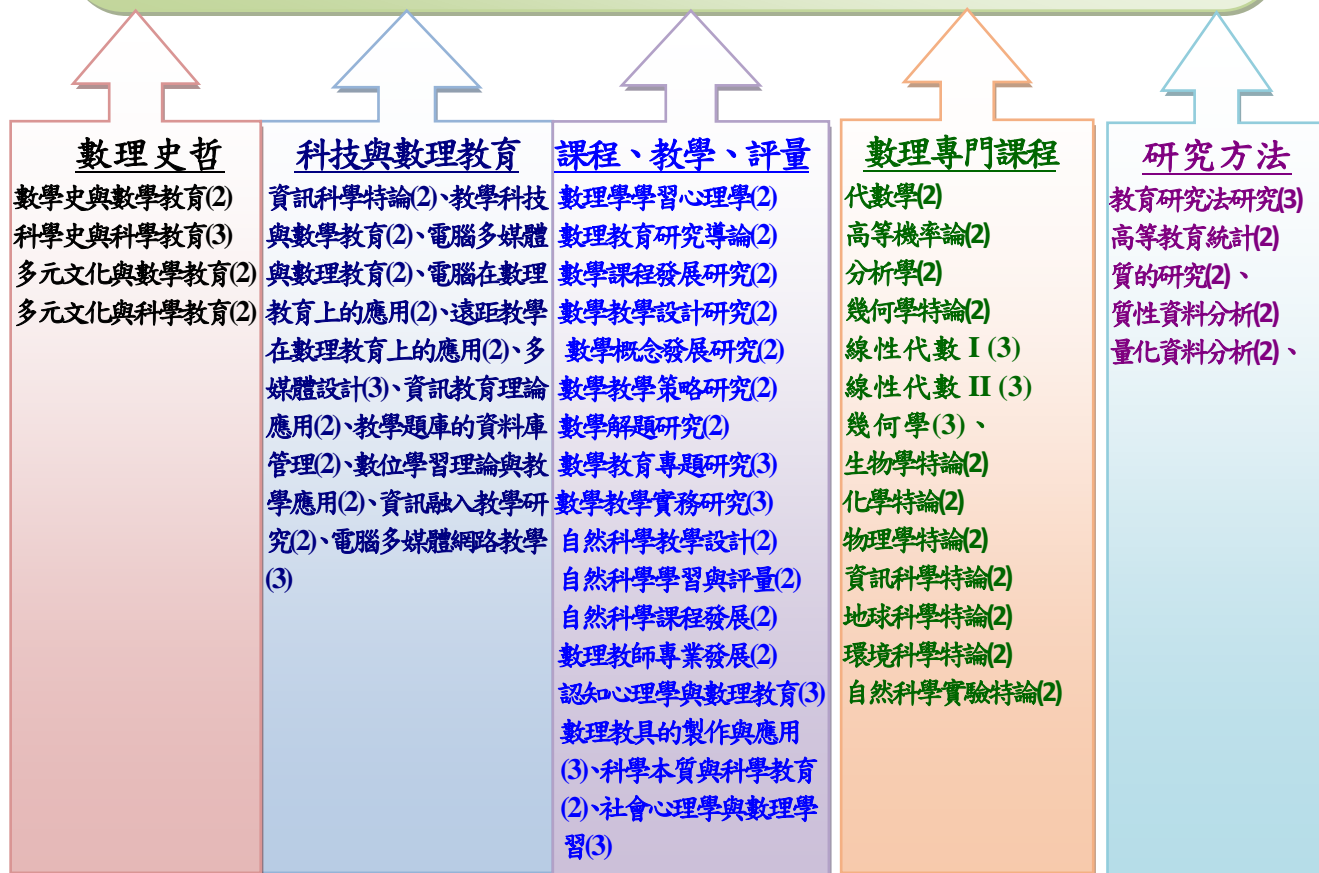 數理史哲
數學史與數學教育(2)
科學史與科學教育(3)
多元文化與數學教育(2)
多元文化與科學教育(2)
科技與數理教育
資訊科學特論(2)、教學科技
與數學教育(2)、電腦多媒體
與數理教育(2)、電腦在數理
教育上的應用(2)、遠距教學
在數理教育上的應用(2)、多
媒體設計(3)、資訊教育理論
應用(2)、教學題庫的資料庫
管理(2)、數位學習理論與教
學應用(2)、資訊融入教學研
究(2)、電腦多媒體網路教學
(3)
課程、教學、評量
數理學學習心理學(2)
數理教育研究導論(2)
數學課程發展研究(2)
數學教學設計研究(2)
數學概念發展研究(2)
數學教學策略研究(2)
數學解題研究(2)
數學教育專題研究(3)
數學教學實務研究(3)
自然科學教學設計(2)
自然科學學習與評量(2)
自然科學課程發展(2)
數理教師專業發展(2)
認知心理學與數理教育(3)
數理教具的製作與應用
(3)、科學本質與科學教育
(2)、社會心理學與數理學
習(3)
數理專門課程
代數學(2)
高等機率論(2)
分析學(2)
幾何學特論(2)
線性代數 I (3)
線性代數 II (3)
幾何學(3)、
生物學特論(2)
化學特論(2)
物理學特論(2)
資訊科學特論(2)
地球科學特論(2)
環境科學特論(2)
自然科學實驗特論(2)
研究方法
教育研究法研究(3)
高等教育統計(2)
質的研究(2)、
質性資料分析(2)
量化資料分析(2)、